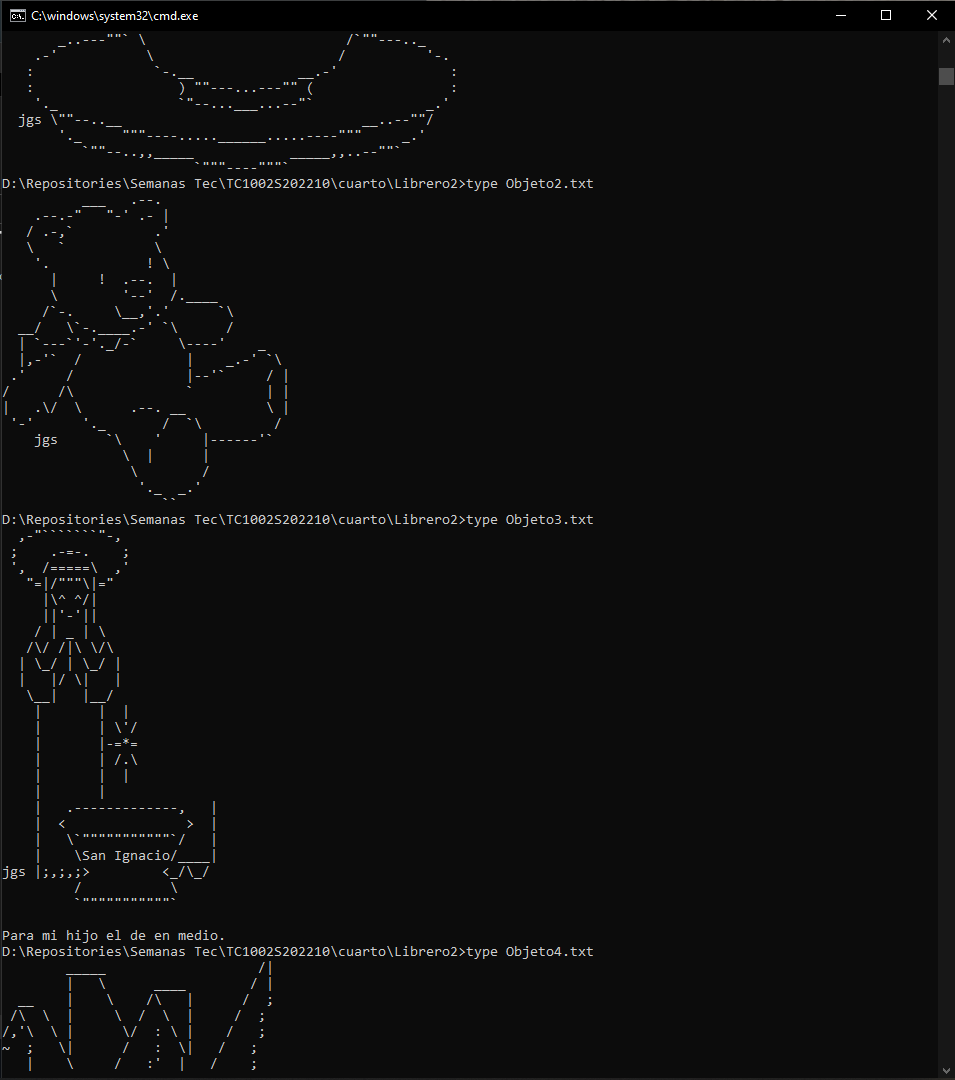 C:\windows\system32\cmd.exe
jgs
D:\Repositories\Semanas Tec\TC1002S202210\cuarto\Librero2>type Objeto2.txt
jgs
D:\Repositories\Semanas Tec\TC1002S202210\cuarto\Librero2>type Objeto3.txt
San Ignacio
jgs
Para mi hijo el de en medio.
D:\Repositories\Semanas Tec\TC1002S202210\cuarto\Librero2>type Objeto4.txt